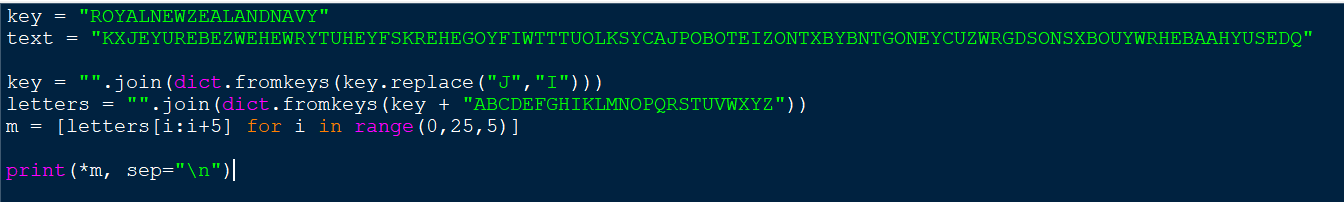 key = "ROYALNEWZEALANDNAVY"
text = "KXJEYUREBEZWEHEWRYTUHEYFSKREHEGOYFIWTTTUOLKSYCAJPOBOTEIZONTXBYBNTGONEYCUZWRGDSONSXBOUYWRHEBAAHYUSEDQ"
key = "".join(dict.fromkeys(key.replace("J","I")))
letters = "".join(dict.fromkeys(key + "ABCDEFGHIKLMNOPQRSTUVWXYZ"))
m = [letters[i:i+5] for i in range(0,25,5)]
print(*m, sep="\n")